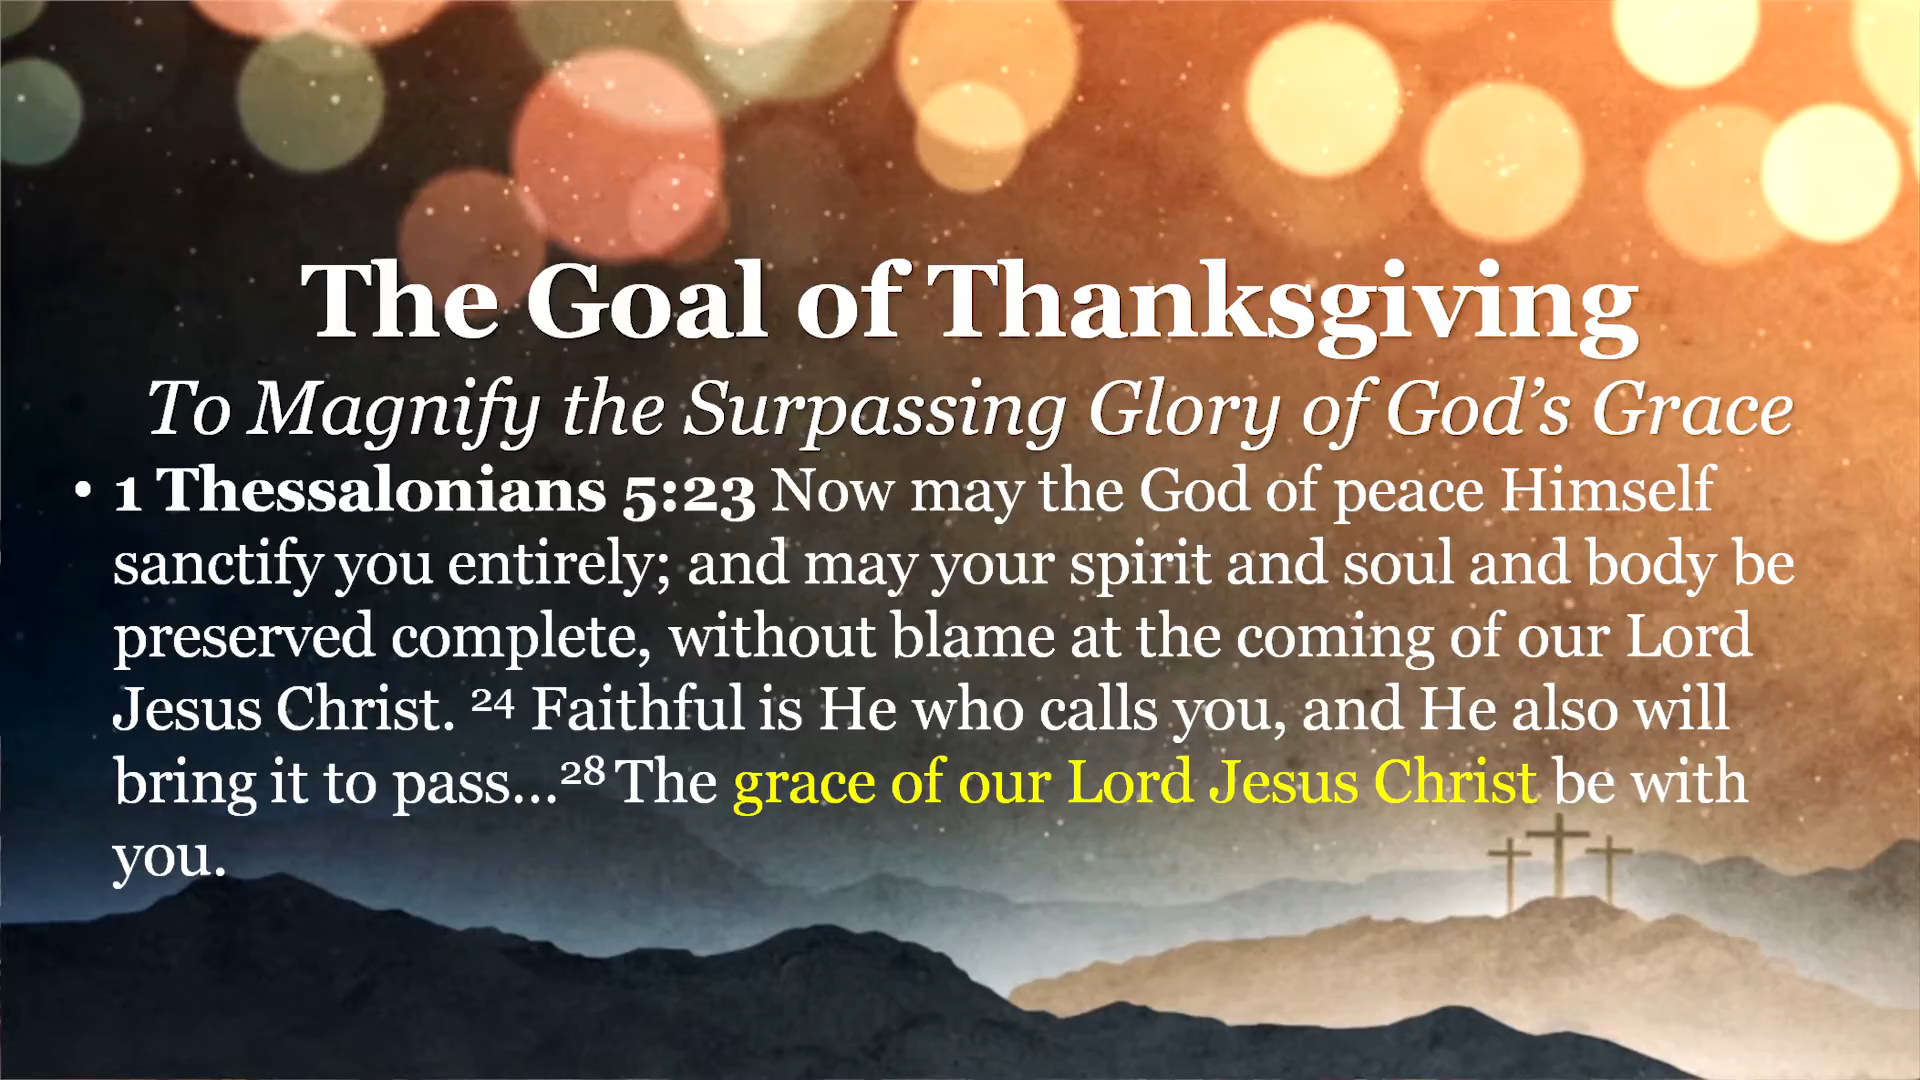 The Goal of Thanksgiving
To Magnify the Surpassing Glory of God’s Grace
• 1 Thessalonians 5:23 Now may the God of peace Himself
sanctify you entirely; and may your spirit and soul and body be
preserved complete, without blame at the coming of our Lord
Jesus Christ. 24 Faithful is He who calls you, and He also will
bring it to pass...28 The grace of our Lord Jesus Christ be with
you.